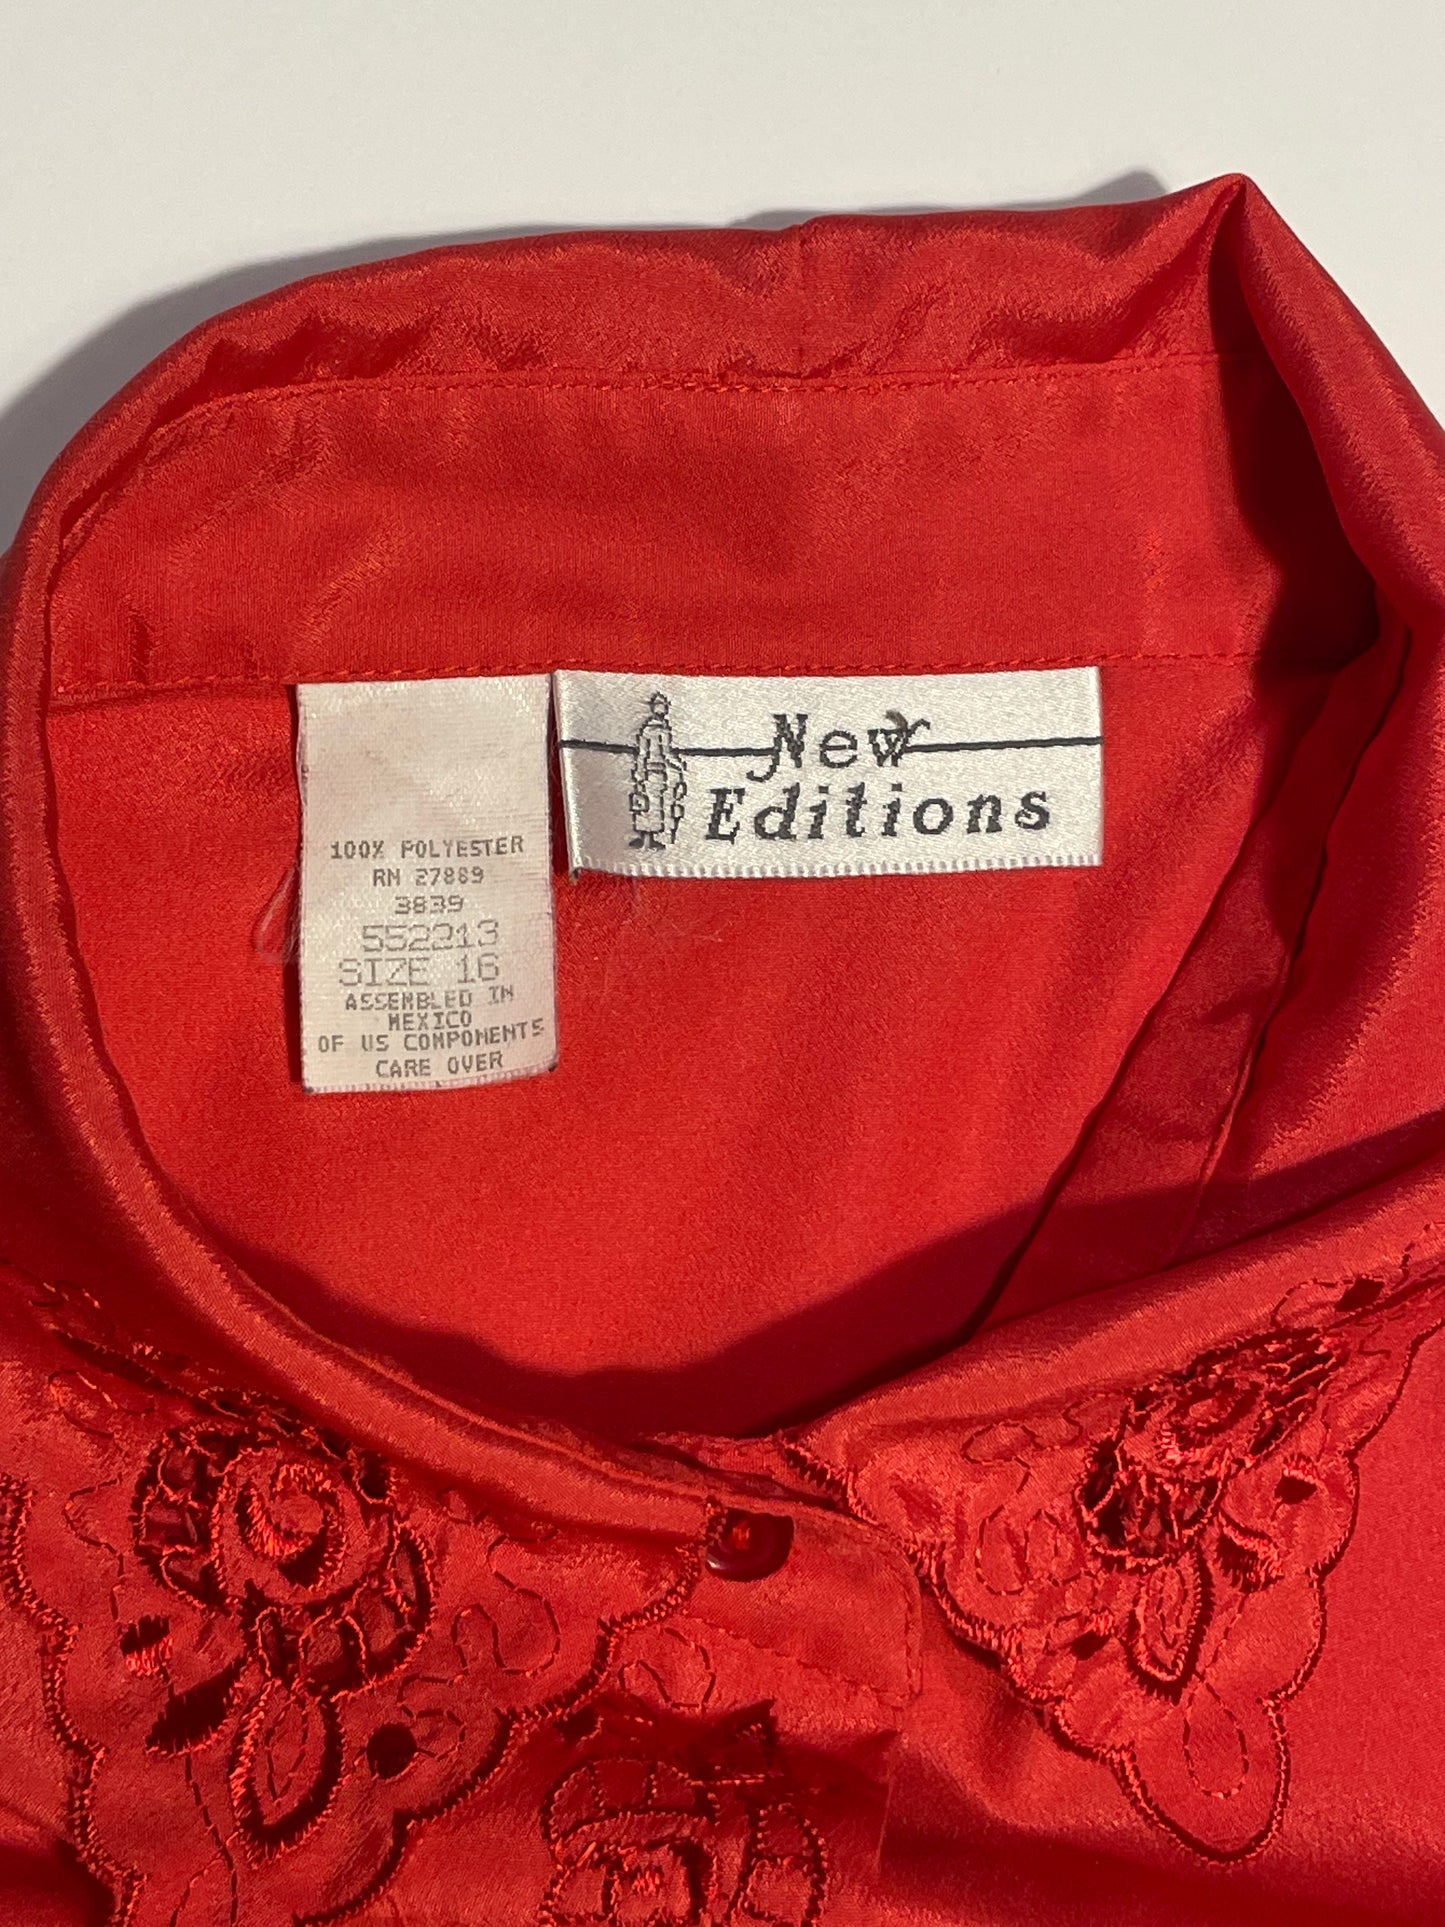 100% POLYESTER
RN 27889
3839
552213
SIZE 16
ASSEMBLED IN
MEXICO
OF US COMPONENTS
CARE OVER
New
Editions